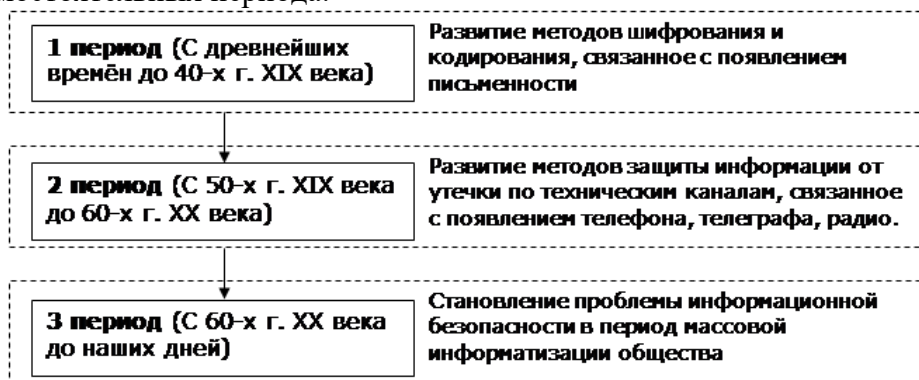 1 период (С древнейших
времён до 40-х г. XIX века)
Развитие методов шифрования и
кодирования, связанное с появлением
письменности
2 период (С 50-х г. XIX века
до 60-х г. XX века)
Развитие методов защиты информации от
утечки по техническим каналам, связанное
с появлением телефона, телеграфа, радио.
3 период (С 60-х г. XX века
до наших дней)
Становление проблемы информационной
безопасности в период массовой
информатизации общества